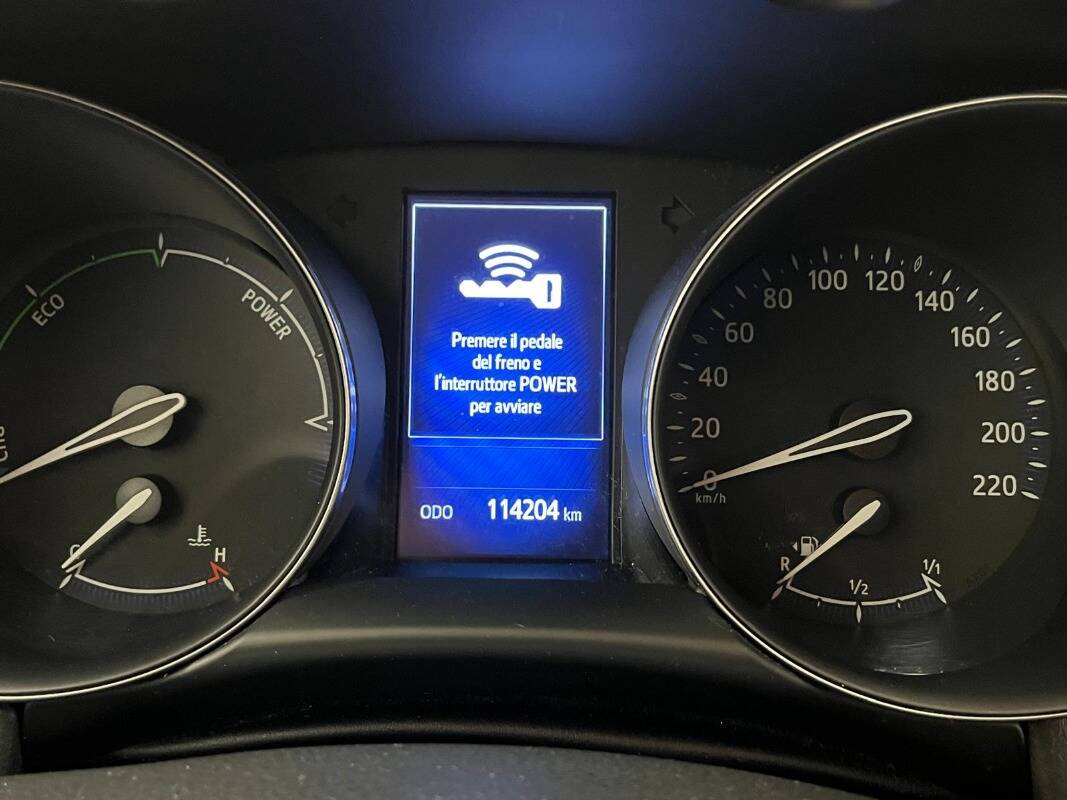 ECO
POWER
C
H
Premere il pedale
del freno e
l'interruttore POWER
per avviare
ODO 114204 km
0
20
40
60
80
100
120
140
160
180
200
220
km/h
R
1/2
1/1